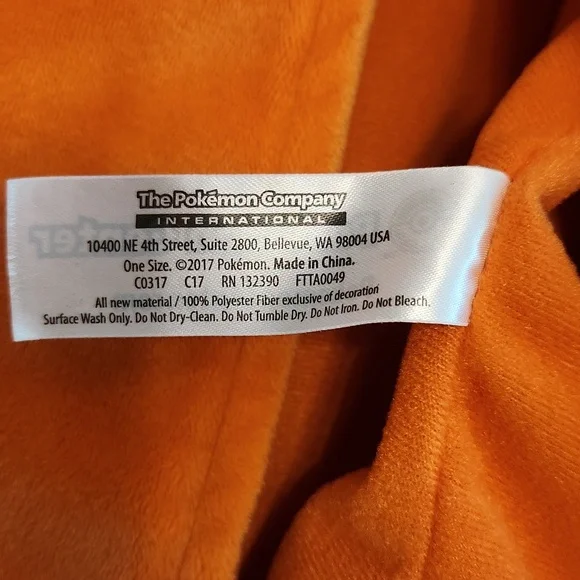 The Pokémon Company
INTERNATIONAL
10400 NE 4th Street, Suite 2800, Bellevue, WA 98004 USA
One Size. ©2017 Pokémon. Made in China.
C0317 C17 RN 132390 FTTA0049
All new material / 100% Polyester Fiber exclusive of decoration
Surface Wash Only. Do Not Dry-Clean. Do Not Tumble Dry. Do Not Iron. Do Not Bleach.